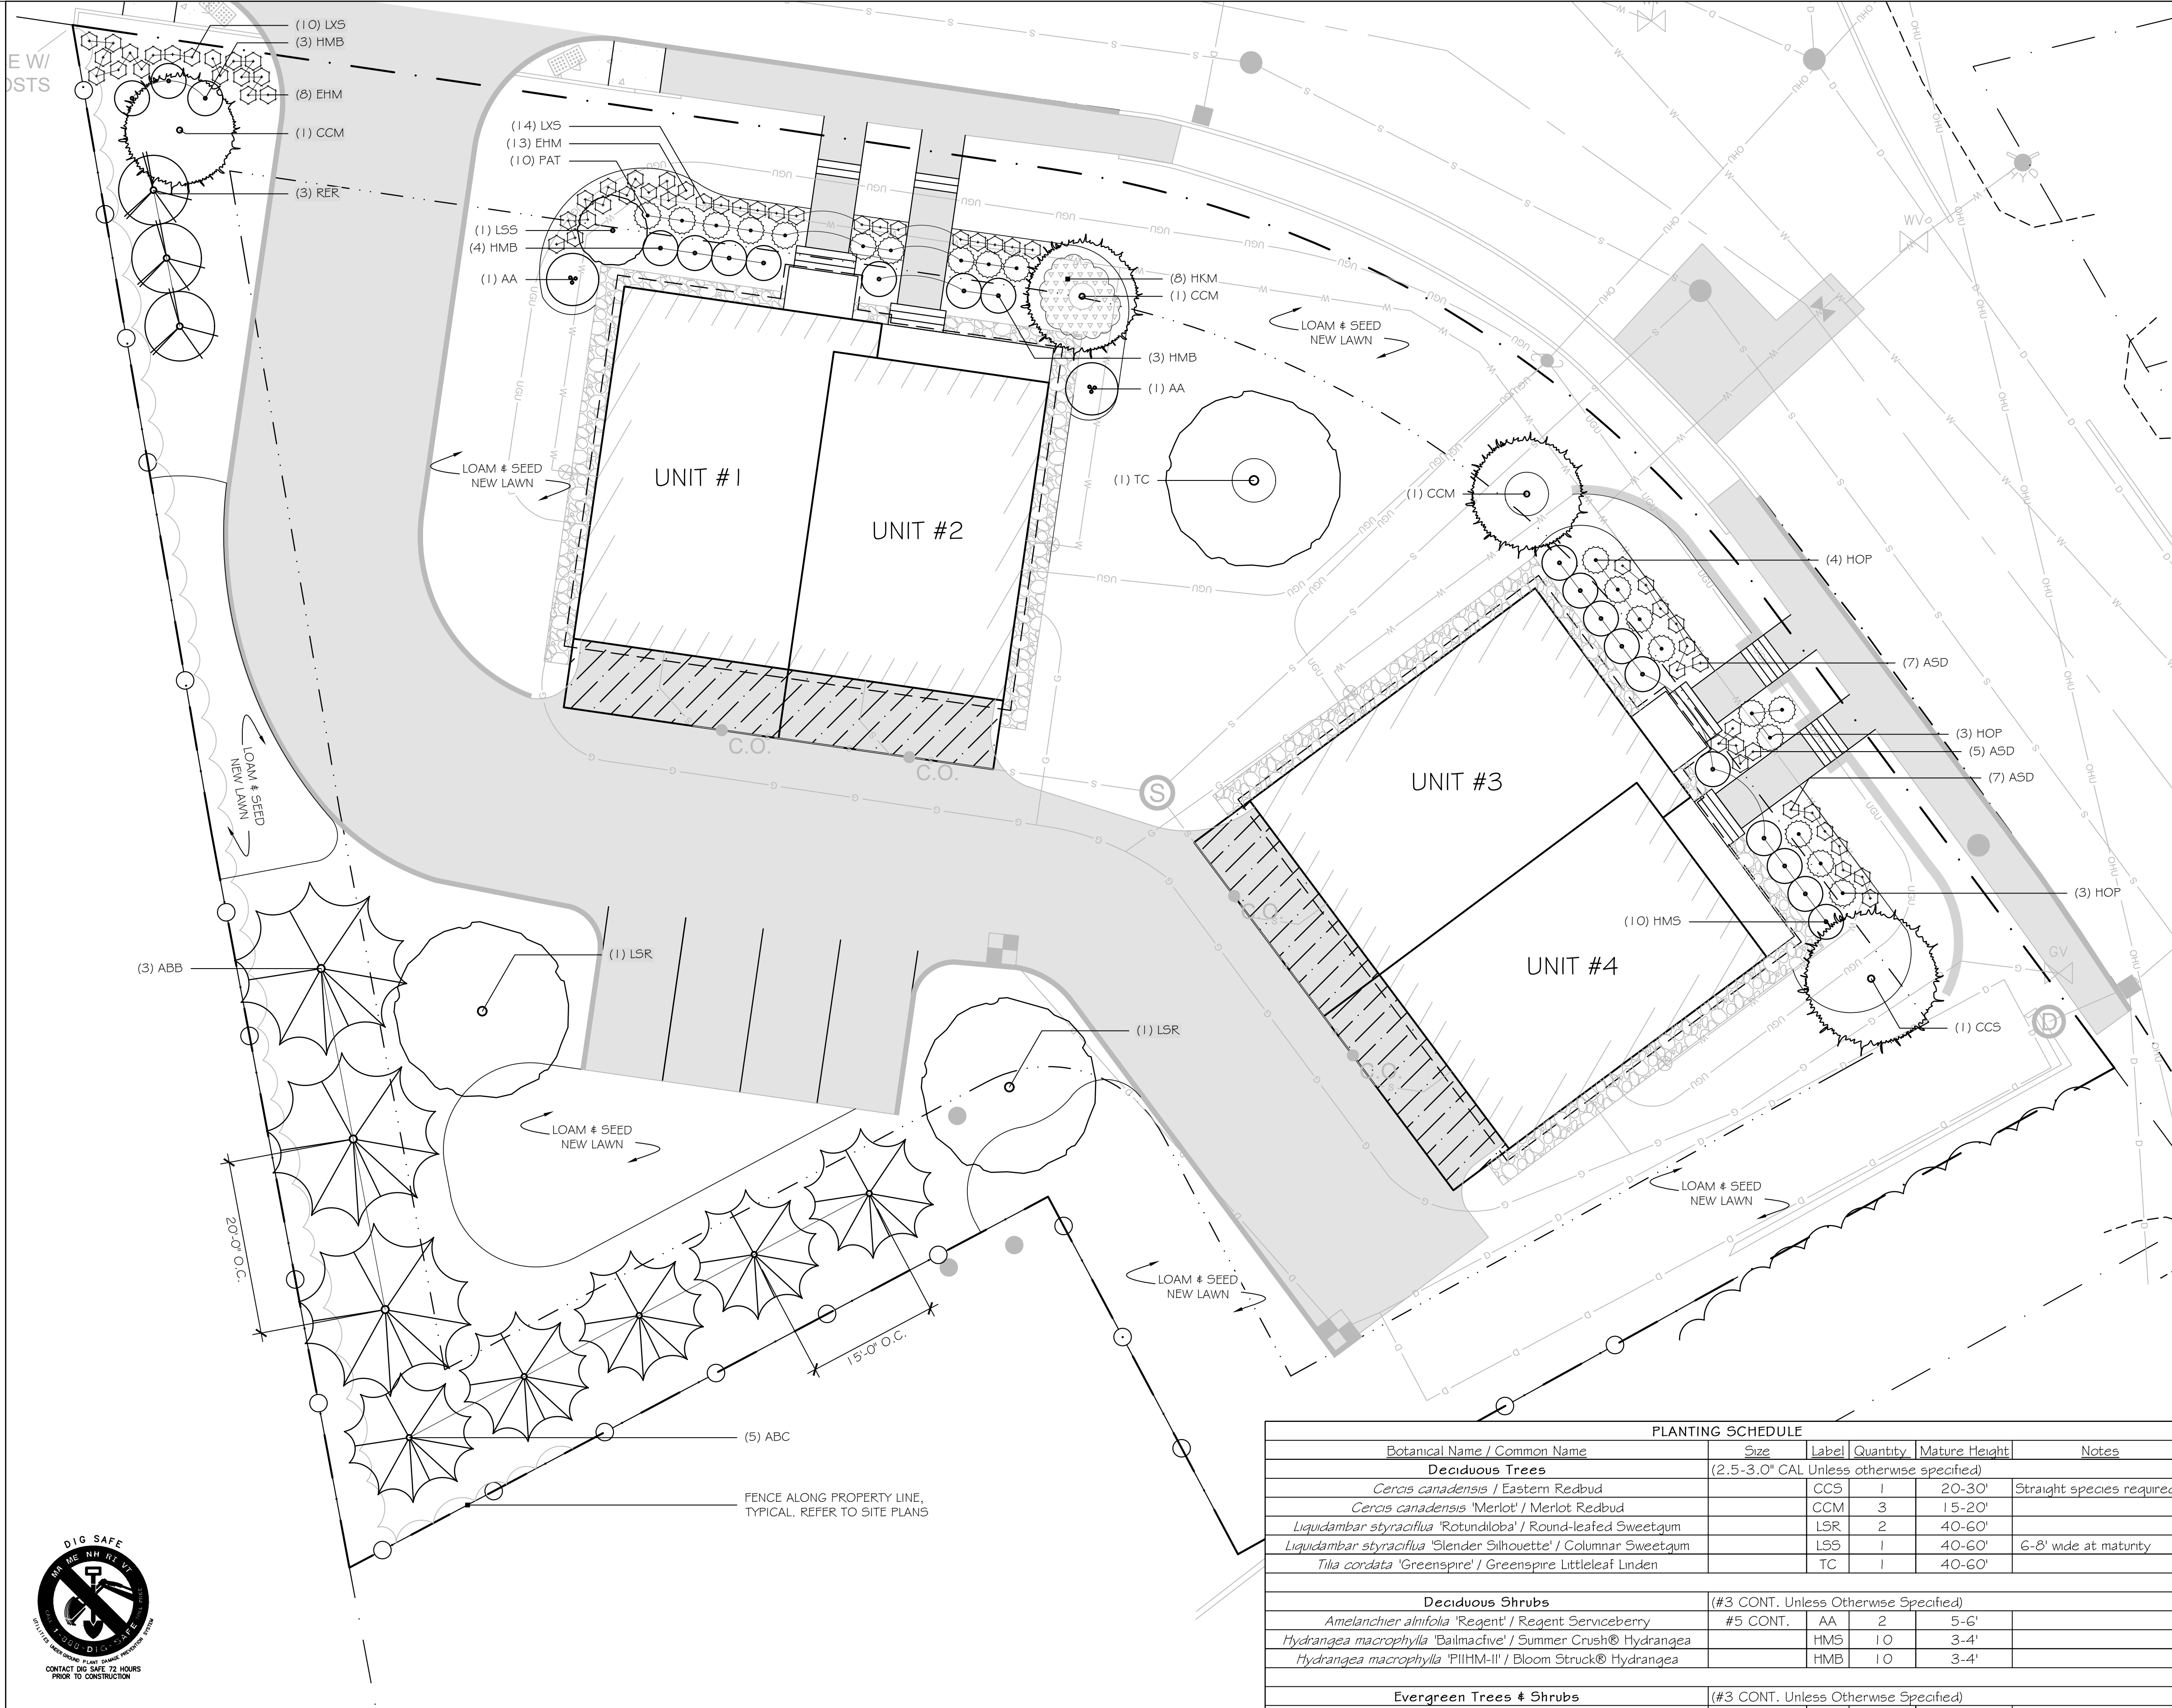 E W/
OSTS
(10) LXS
(3) HMB
(8) EHM
(1) CCM
(3) RER
(14) LXS
(13) EHM
(10) PAT
(1) LSS
(4) HMB
(1) AA
(8) HKM
(1) CCM
(3) HMB
(1) AA
LOAM & SEED
NEW LAWN
LOAM & SEED
NEW LAWN
UNIT #1
UNIT #2
(1) TC
(1) CCM
HYD
WV
(4) HOP
(7) ASD
(3) HOP
(5) ASD
(7) ASD
(3) HOP
(10) HMS
(1) CCS
GV
D
S
C.O.
C.O.
UNIT #3
UNIT #4
C.O.
C.O.
LOAM & SEED
NEW LAWN
(3) ABB
(1) LSR
(1) LSR
LOAM & SEED
NEW LAWN
20'-0" O.C.
15'-0" O.C.
LOAM & SEED
NEW LAWN
LOAM & SEED
NEW LAWN
(5) ABC
FENCE ALONG PROPERTY LINE,
TYPICAL. REFER TO SITE PLANS
DIG SAFE
MA ME NH RI VT
1-888-DIG-SAFE
UNDERGROUND PLANT DAMAGE PREVENTION SYSTEM
CONTACT DIG SAFE 72 HOURS
PRIOR TO CONSTRUCTION
PLANTING SCHEDULE
Botanical Name / Common Name Size Label Quantity Mature Height Notes
Deciduous Trees (2.5-3.0" CAL Unless otherwise specified)
Cercis canadensis / Eastern Redbud CCS 1 20-30' Straight species required
Cercis canadensis 'Merlot' / Merlot Redbud CCM 3 15-20'
Liquidambar styraciflua 'Rotundiloba' / Round-leafed Sweetgum LSR 2 40-60'
Liquidambar styraciflua 'Slender Silhouette' / Columnar Sweetgum LSS 1 40-60' 6-8' wide at maturity
Tilia cordata 'Greenspire' / Greenspire Littleleaf Linden TC 1 40-60'
Deciduous Shrubs (#3 CONT. Unless Otherwise Specified)
Amelanchier alnifolia 'Regent' / Regent Serviceberry #5 CONT. AA 2 5-6'
Hydrangea macrophylla 'Bailmacfive' / Summer Crush® Hydrangea HMS 10 3-4'
Hydrangea macrophylla 'PIIHM-II' / Bloom Struck® Hydrangea HMB 10 3-4'
Evergreen Trees & Shrubs (#3 CONT. Unless Otherwise Specified)